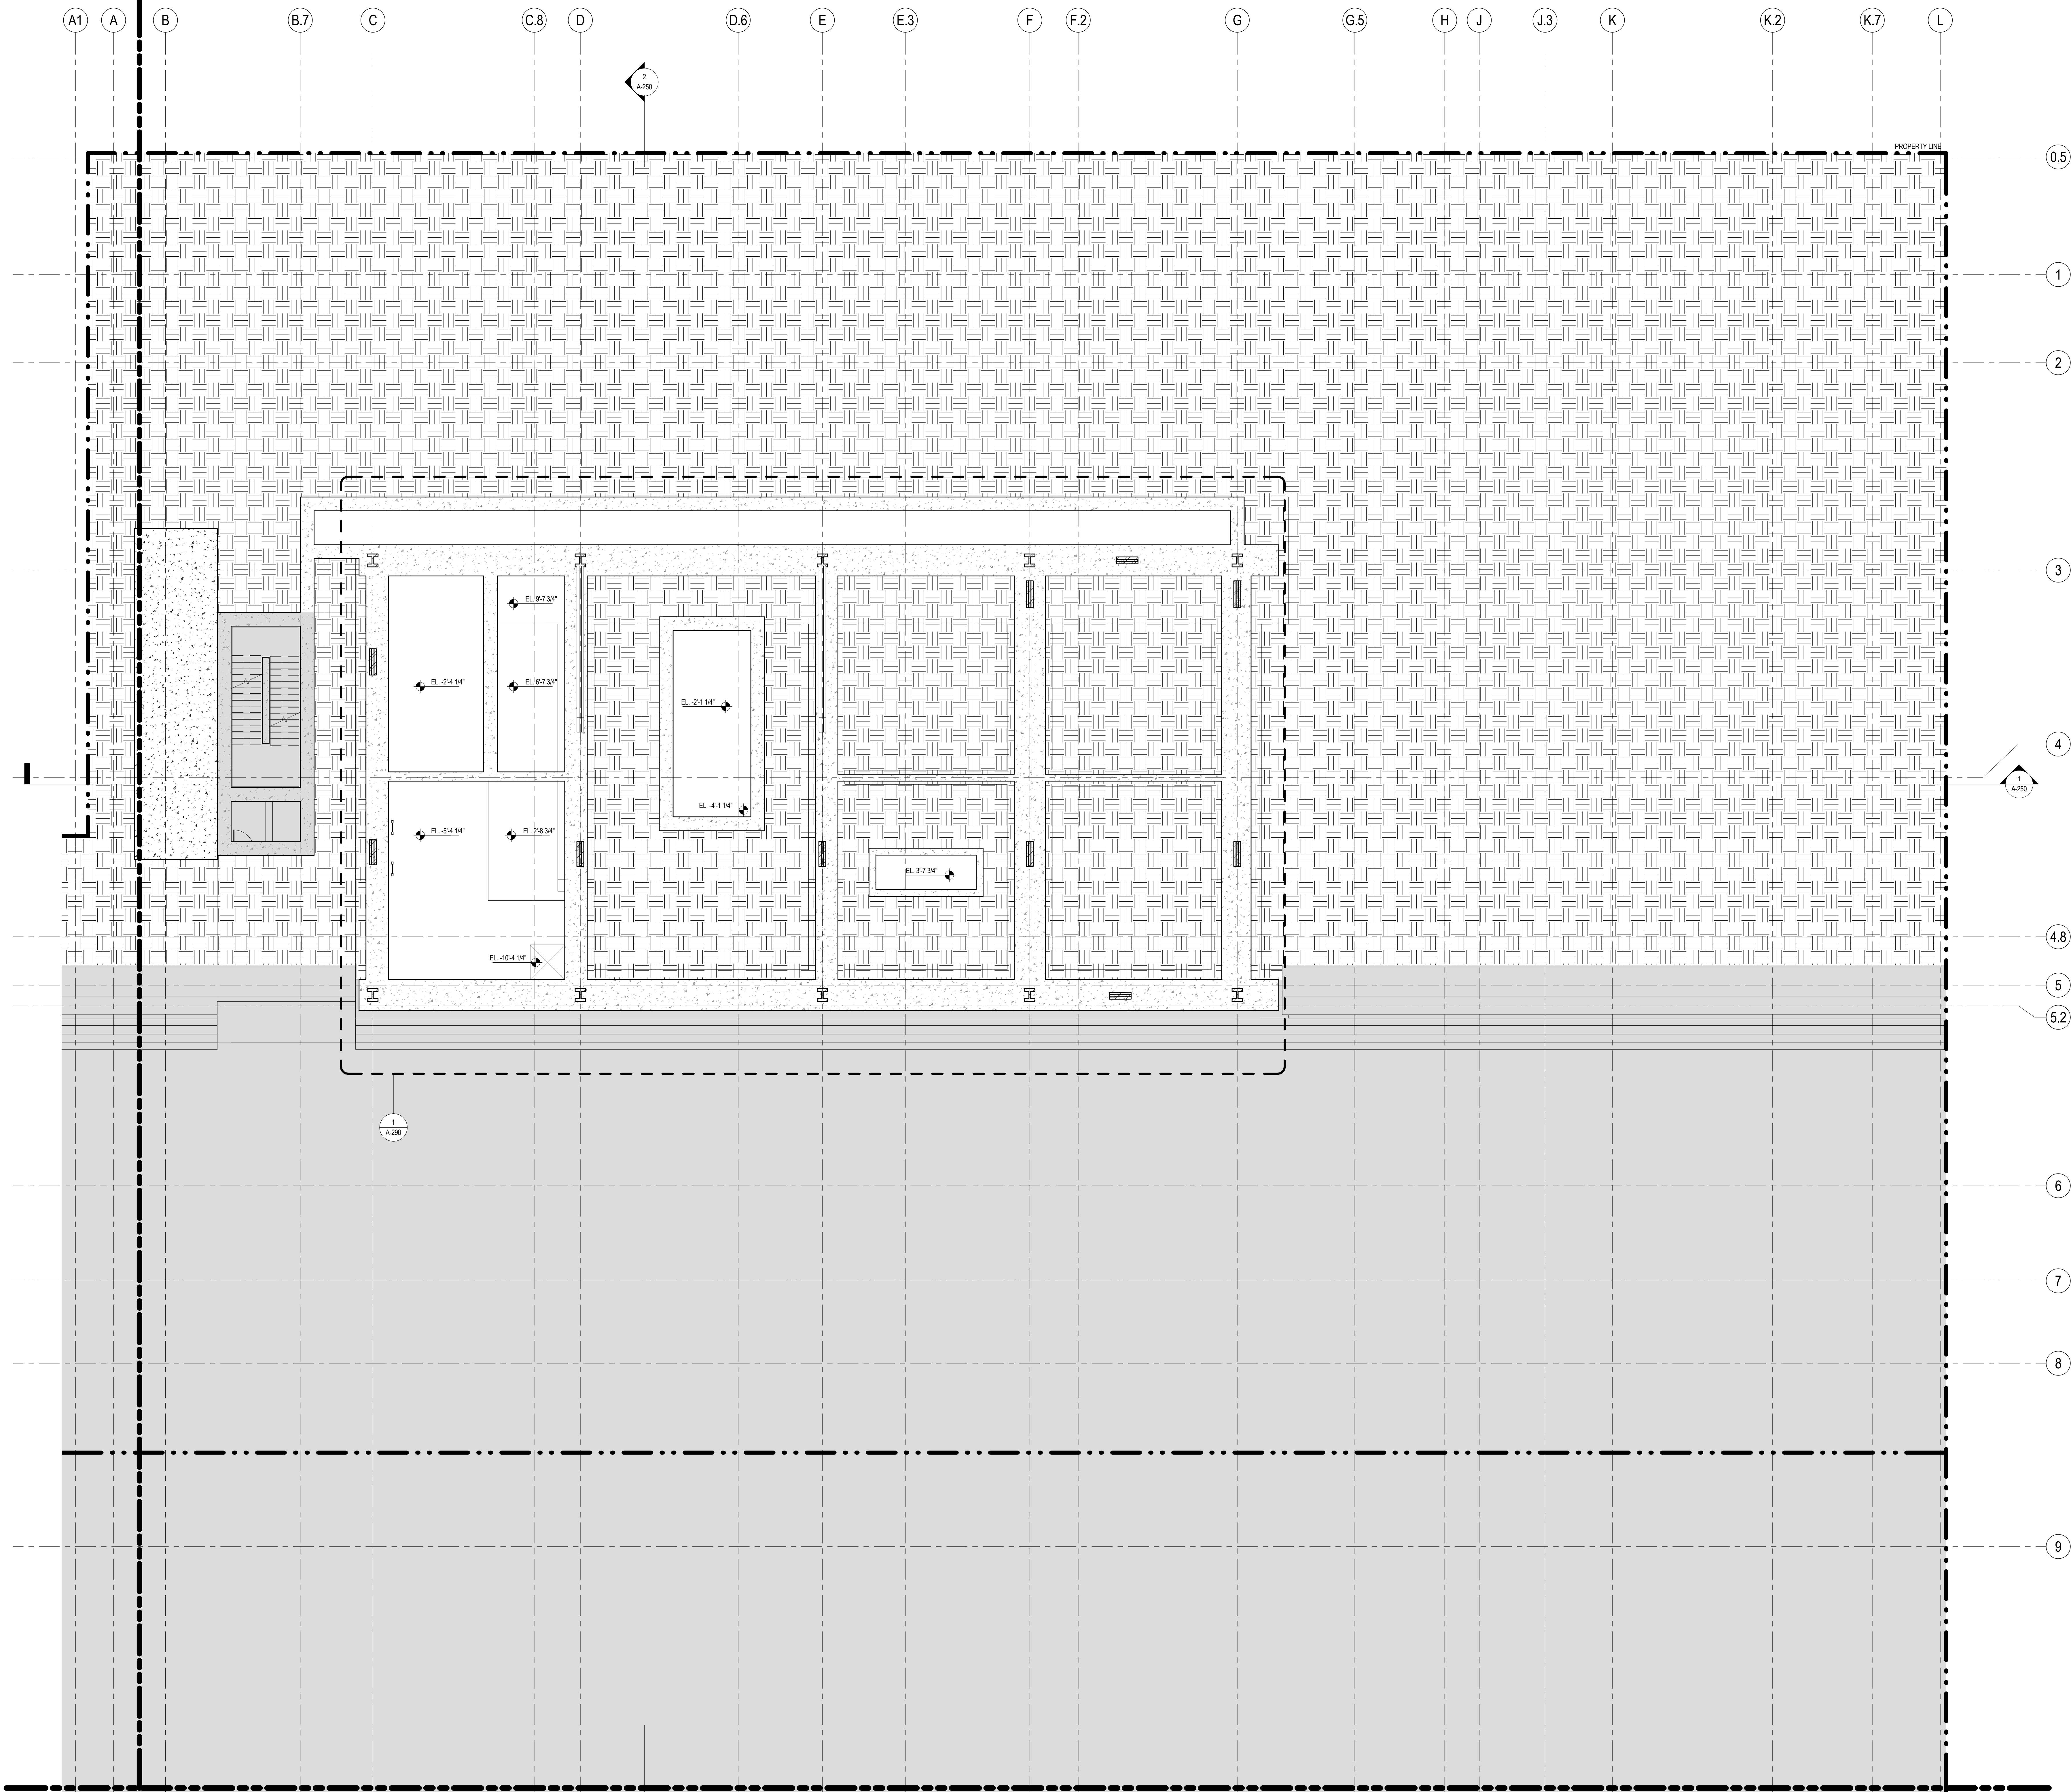 A1 A B B.7 C C.8 D D.6 E E.3 F F.2 G G.5 H J J.3 K K.2 K.7 L
2
A-250
PROPERTY LINE
0.5
1
2
3
EL. 9'-7 3/4"
EL. -2'-4 1/4"
EL. 6'-7 3/4"
EL. -2'-1 1/4"
4
1
A-250
EL. -4'-1 1/4"
EL. -5'-4 1/4"
EL. 2'-8 3/4"
EL. 3'-7 3/4"
4.8
EL. -10'-4 1/4"
5
5.2
1
A-298
6
7
8
9